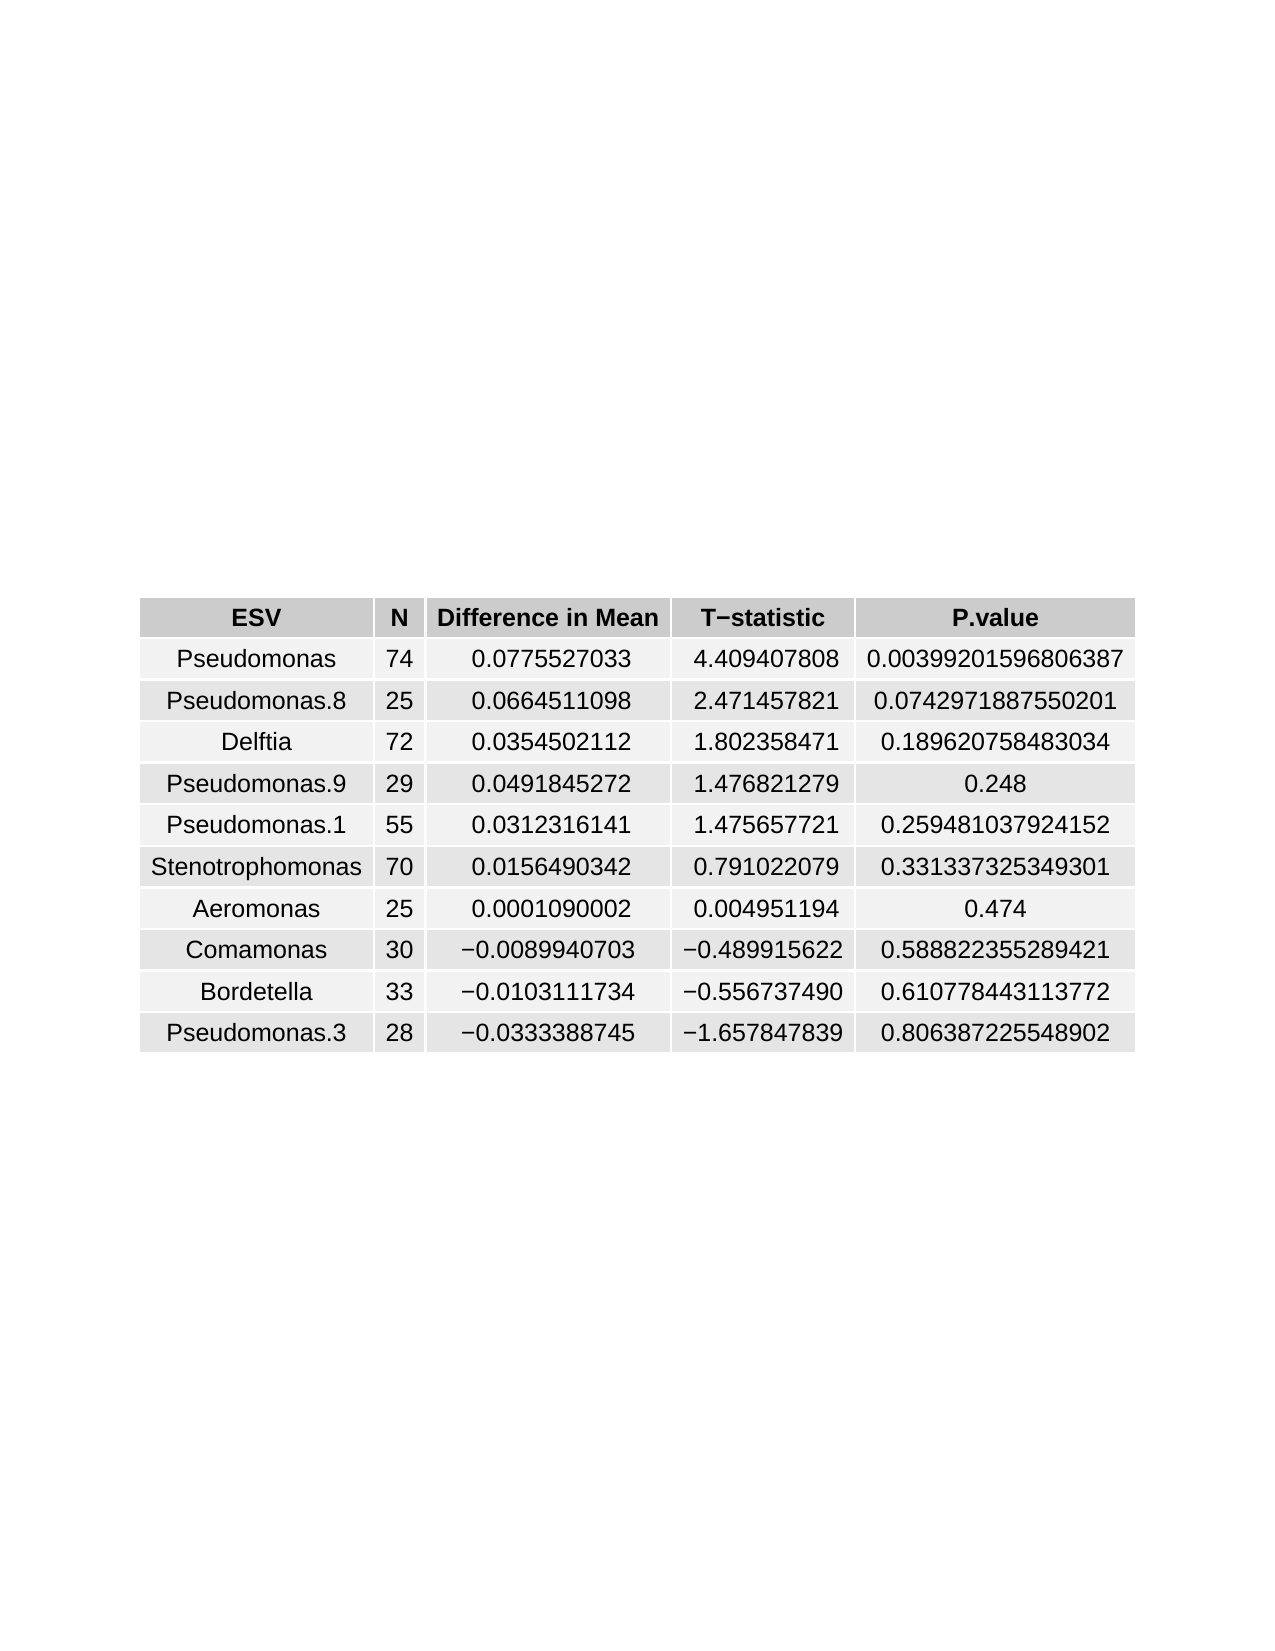 ESV N Difference in Mean T−statistic P.value
Pseudomonas 74 0.0775527033 4.409407808 0.00399201596806387
Pseudomonas.8 25 0.0664511098 2.471457821 0.0742971887550201
Delftia 72 0.0354502112 1.802358471 0.189620758483034
Pseudomonas.9 29 0.0491845272 1.476821279 0.248
Pseudomonas.1 55 0.0312316141 1.475657721 0.259481037924152
Stenotrophomonas 70 0.0156490342 0.791022079 0.331337325349301
Aeromonas 25 0.0001090002 0.004951194 0.474
Comamonas 30 −0.0089940703 −0.489915622 0.588822355289421
Bordetella 33 −0.0103111734 −0.556737490 0.610778443113772
Pseudomonas.3 28 −0.0333388745 −1.657847839 0.806387225548902